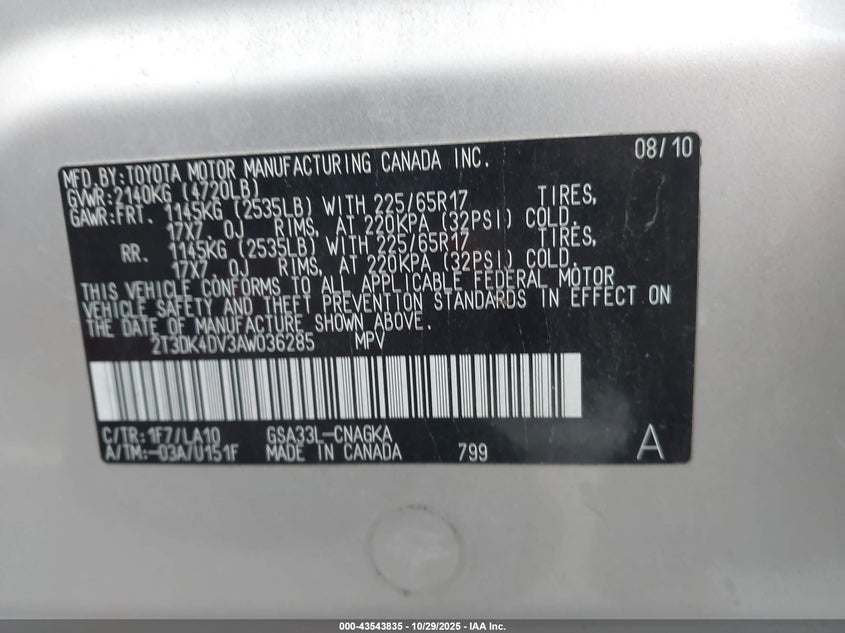 08/10
MFD.BY:TOYOTA MOTOR MANUFACTURING CANADA INC.
GVWR:2140KG (4720LB)
GAWR:FRT. 1145KG (2535LB) WITH 225/65R17 TIRES,
17X7.0J RIMS, AT 220KPA (32PSI) COLD.
RR. 1145KG (2535LB) WITH 225/65R17 TIRES,
17X7.0J RIMS, AT 220KPA (32PSI) COLD.
THIS VEHICLE CONFORMS TO ALL APPLICABLE FEDERAL MOTOR
VEHICLE SAFETY AND THEFT PREVENTION STANDARDS IN EFFECT ON
THE DATE OF MANUFACTURE SHOWN ABOVE.
2T3DK4DV3AW036285 MPV
C/TR:1F7/LA10 GSA33L-CNAGKA
A/TM:-03A/U151F MADE IN CANADA 799 A
000-43543835 - 10/29/2025 - IAA Inc.